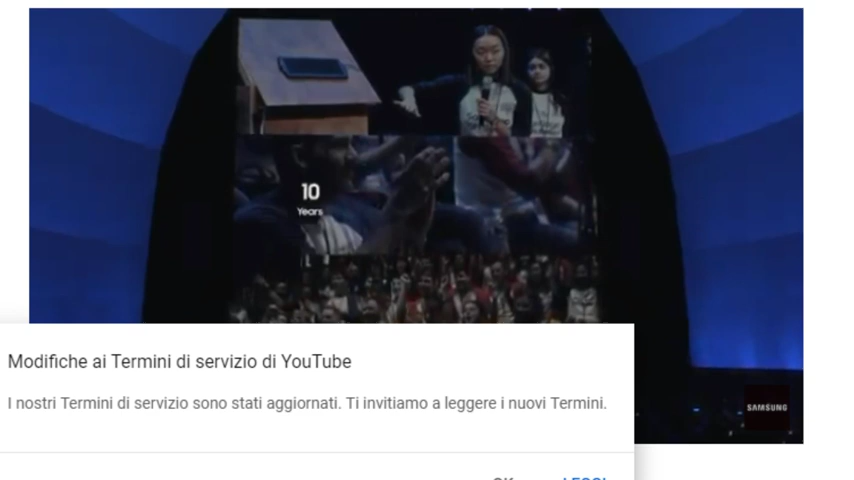 10
Years
SAMSUNG
Modifiche ai Termini di servizio di YouTube
I nostri Termini di servizio sono stati aggiornati. Ti invitiamo a leggere i nuovi Termini.